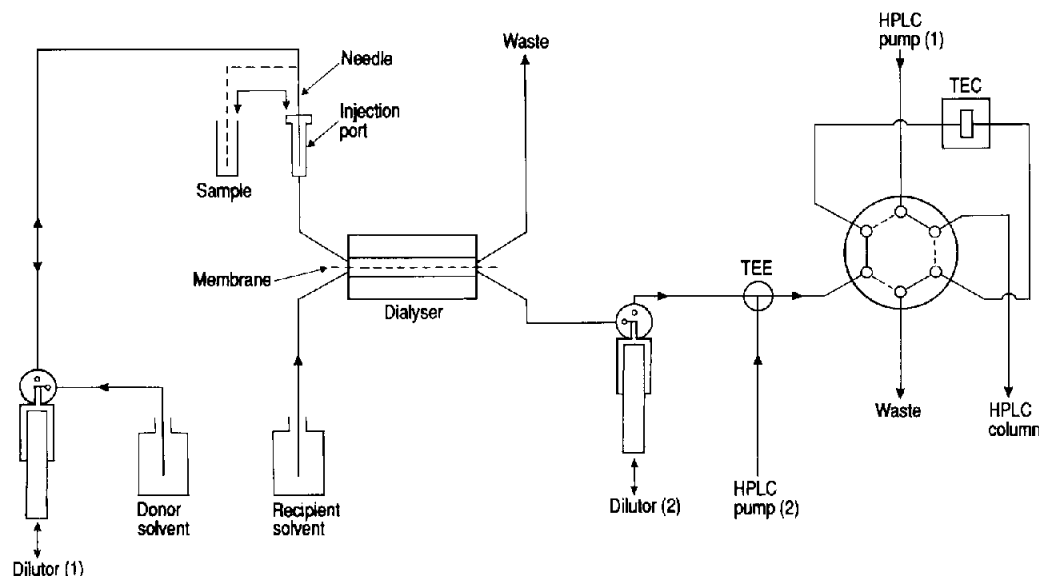 HPLC
pump (1)
Waste
TEC
Needle
Injection
port
Sample
Membrane
TEE
Dialyser
Waste
HPLC
column
Donor
solvent
Recipient
solvent
Dilutor (2)
HPLC
pump (2)
Dilutor (1)